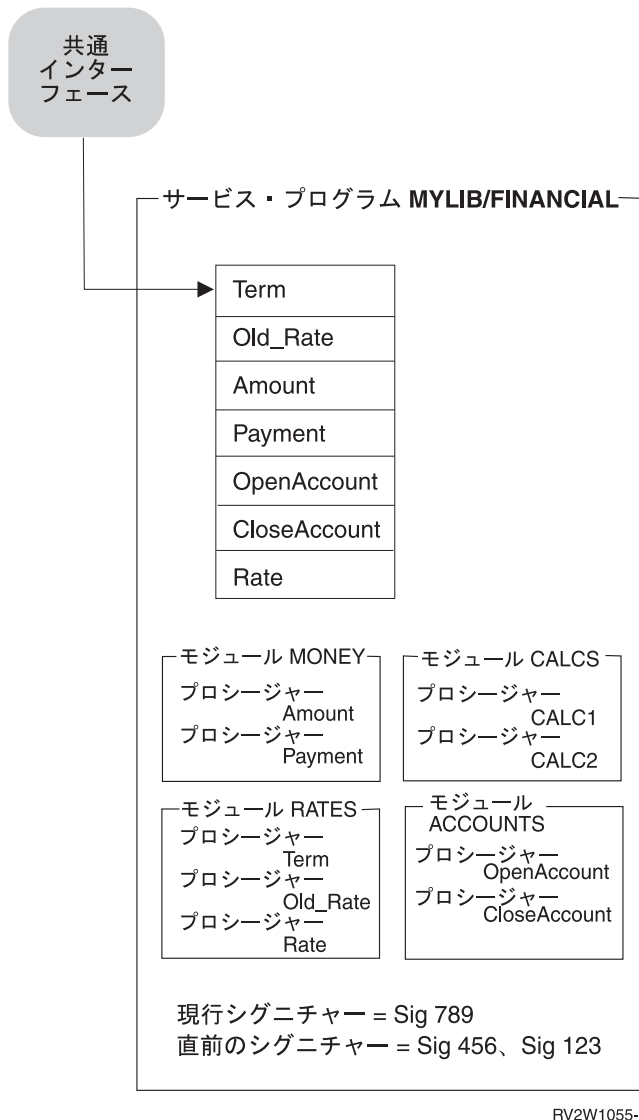 共通
インター
フェース
サービス・プログラム MYLIB/FINANCIAL
Term
Old_Rate
Amount
Payment
OpenAccount
CloseAccount
Rate
モジュール MONEY
プロシージャー
Amount
プロシージャー
Payment
モジュール CALCS
プロシージャー
CALC1
プロシージャー
CALC2
モジュール RATES
プロシージャー
Term
プロシージャー
Old_Rate
プロシージャー
Rate
モジュール
ACCOUNTS
プロシージャー
OpenAccount
プロシージャー
CloseAccount
現行シグニチャー = Sig 789
直前のシグニチャー = Sig 456、Sig 123
RV2W1055-